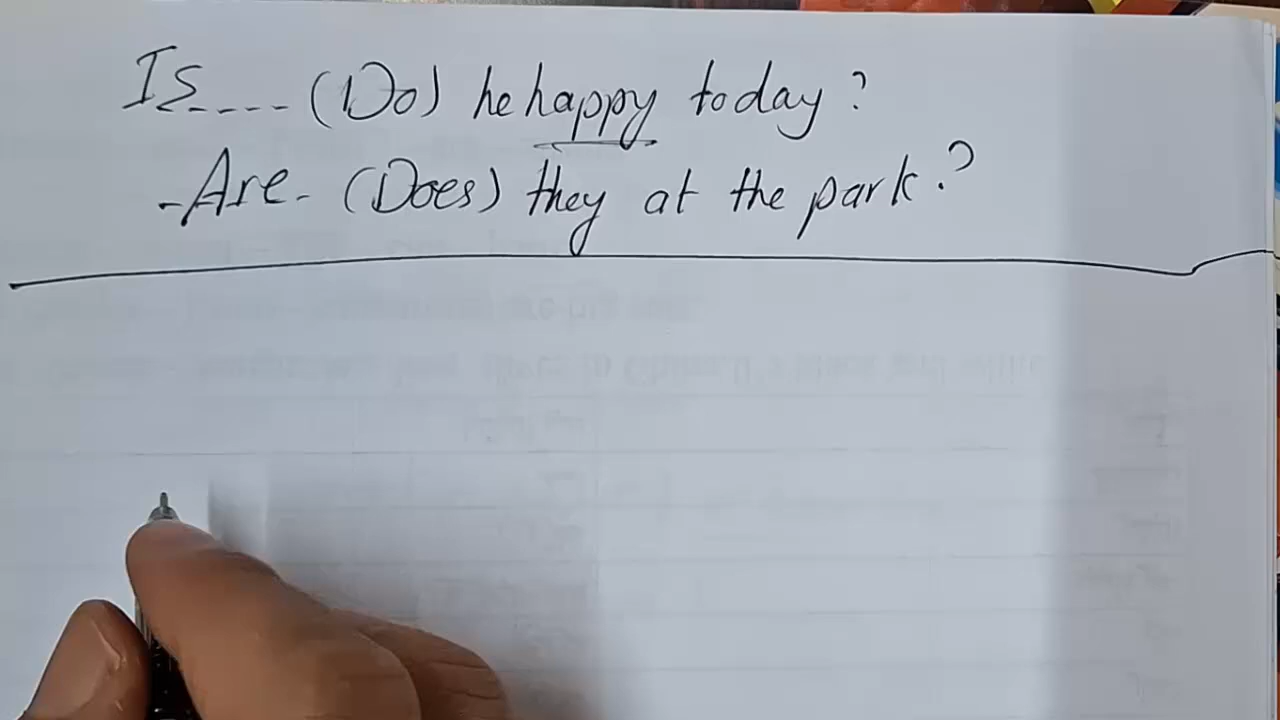 Is.... (Do) he happy today?
-Are- (Does) they at the park.?